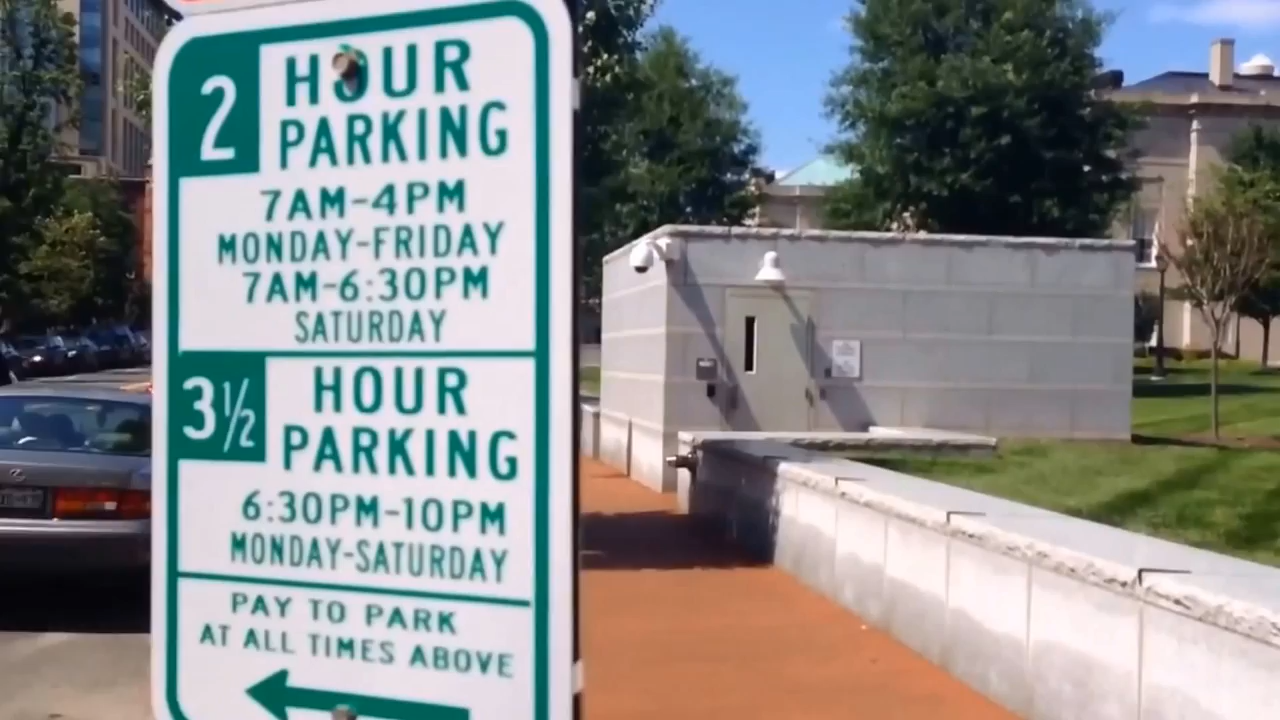 2 HOUR
PARKING
7AM-4PM
MONDAY-FRIDAY
7AM-6:30PM
SATURDAY
3½ HOUR
PARKING
6:30PM-10PM
MONDAY-SATURDAY
PAY TO PARK
AT ALL TIMES ABOVE